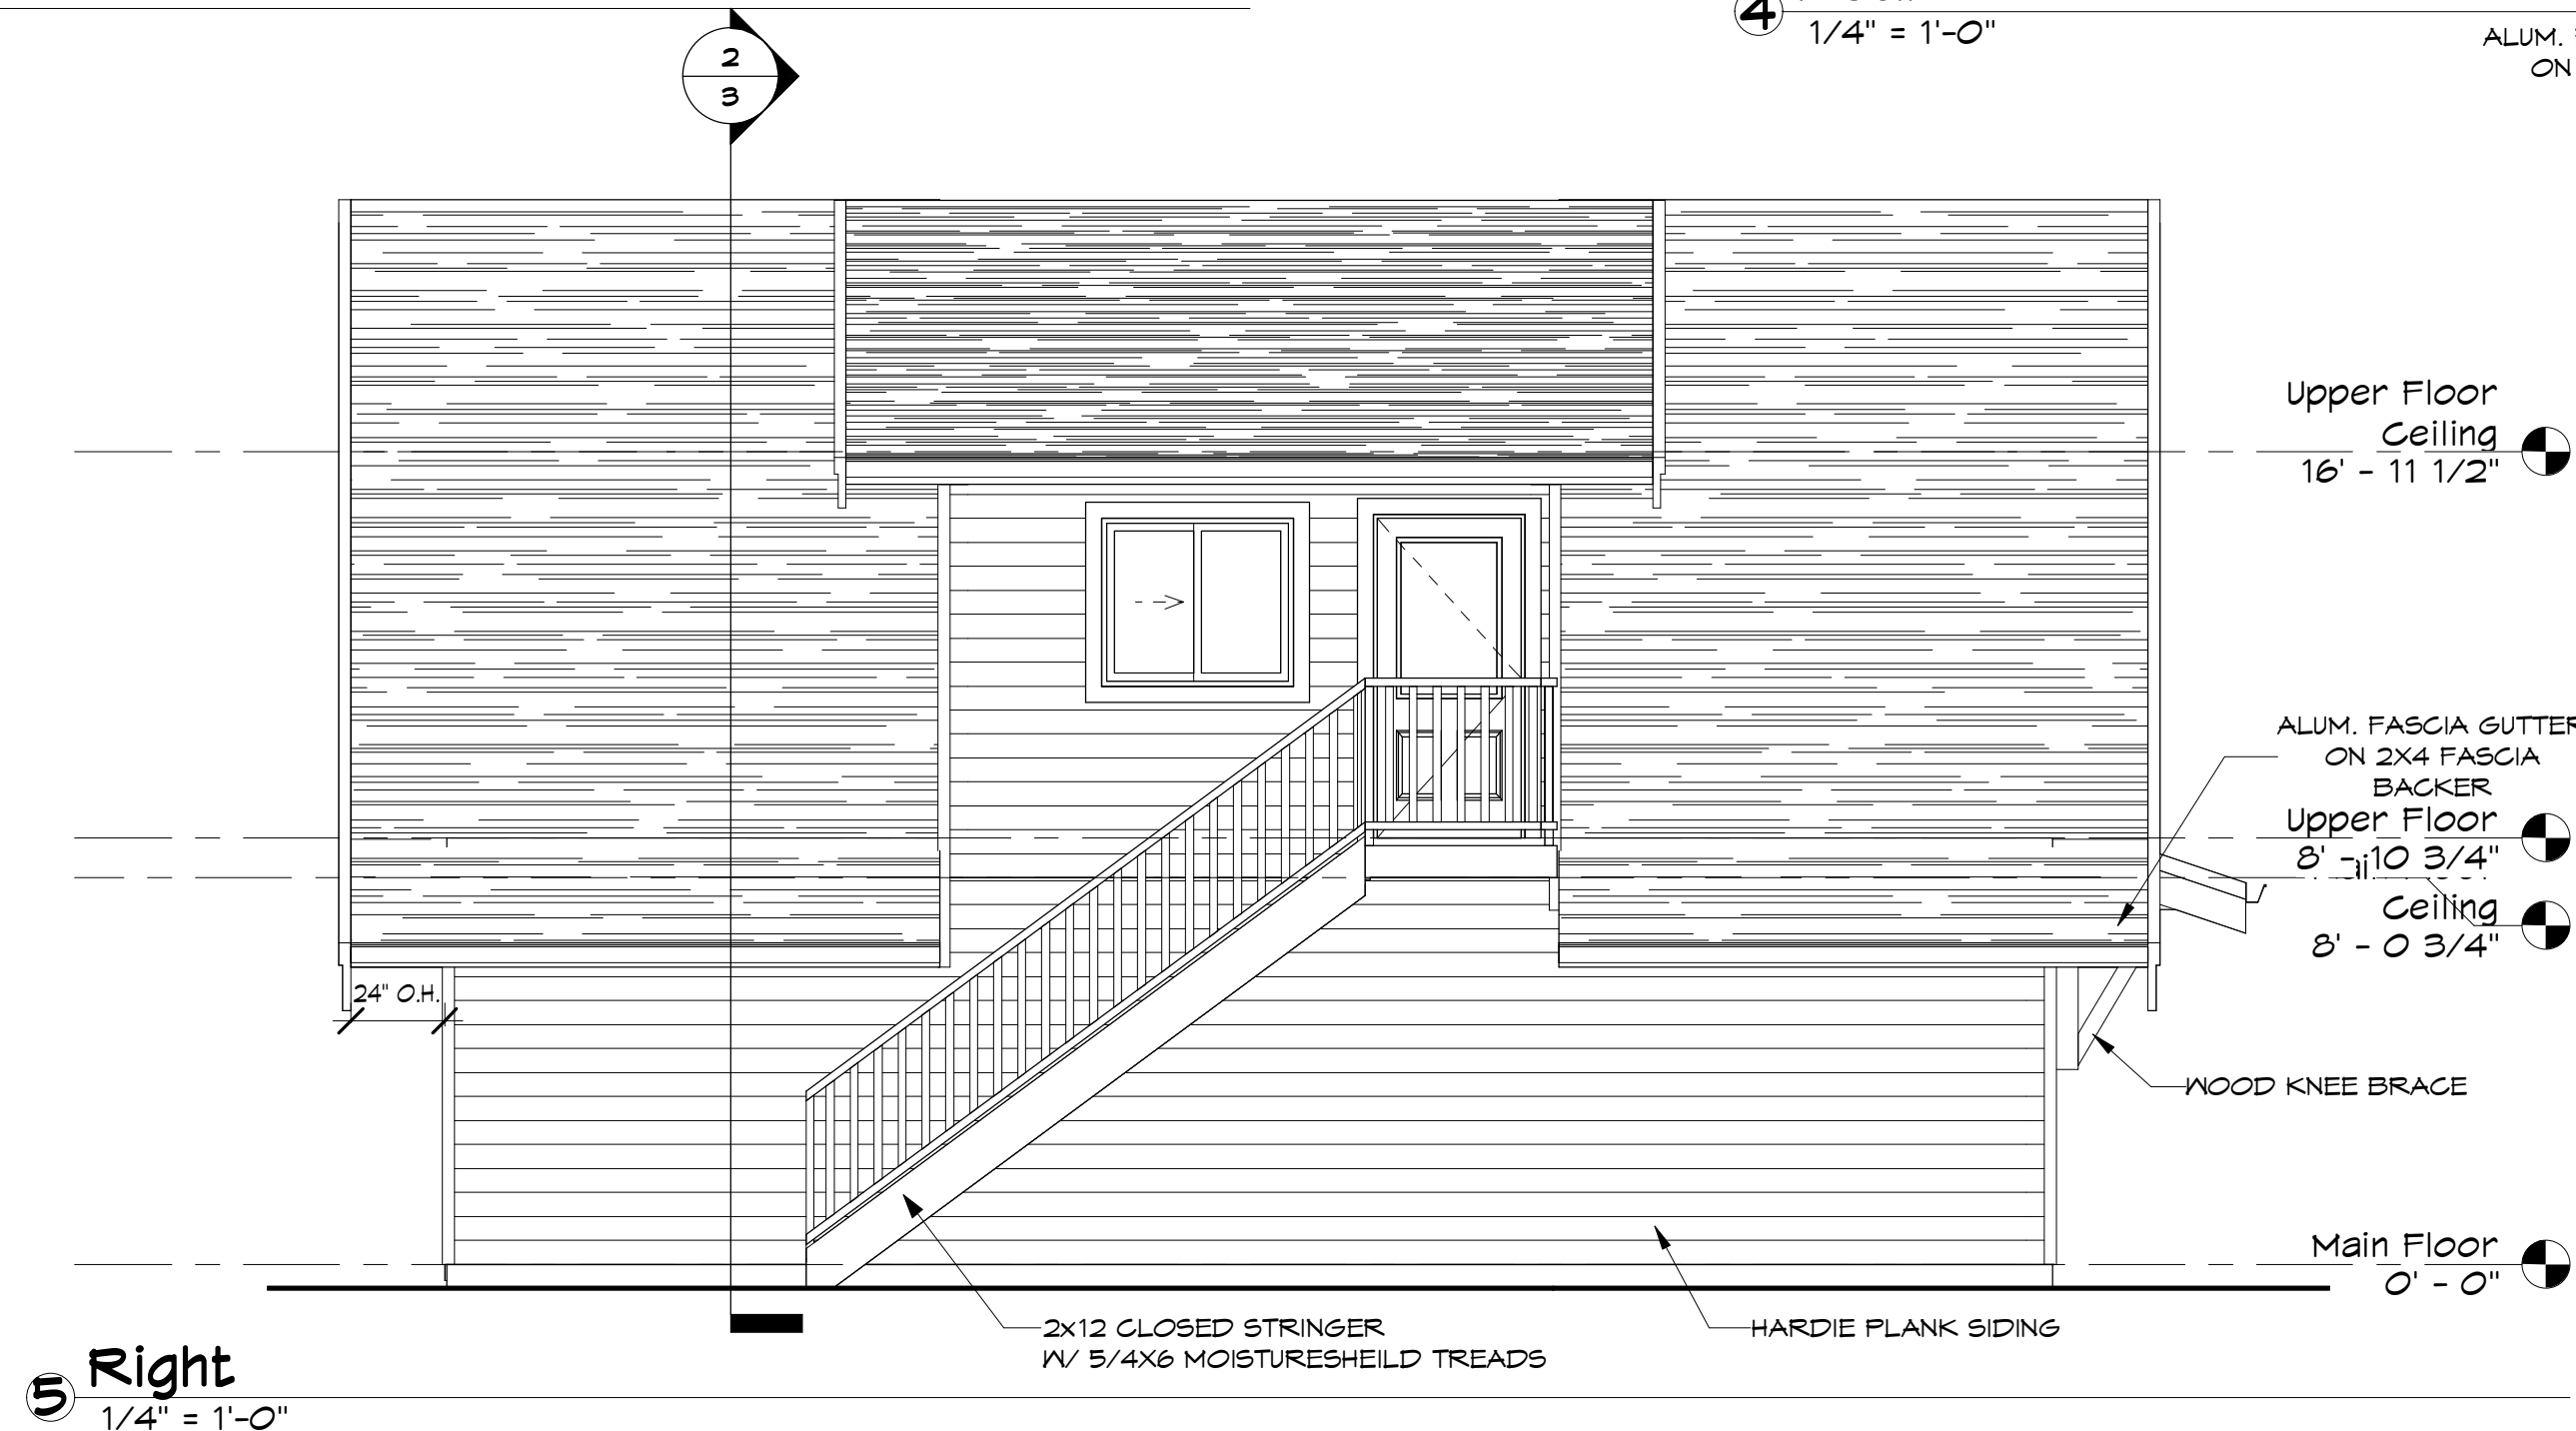 4
1/4" = 1'-0"
ALUM.
ON
2
3
Upper Floor
Ceiling
16' - 11 1/2"
ALUM. FASCIA GUTTER
ON 2X4 FASCIA
BACKER
Upper Floor
8' - 10 3/4"
Ceiling
8' - 0 3/4"
24" O.H.
WOOD KNEE BRACE
Main Floor
0' - 0"
2x12 CLOSED STRINGER
W/ 5/4X6 MOISTURESHEILD TREADS
HARDIE PLANK SIDING
5
Right
1/4" = 1'-0"